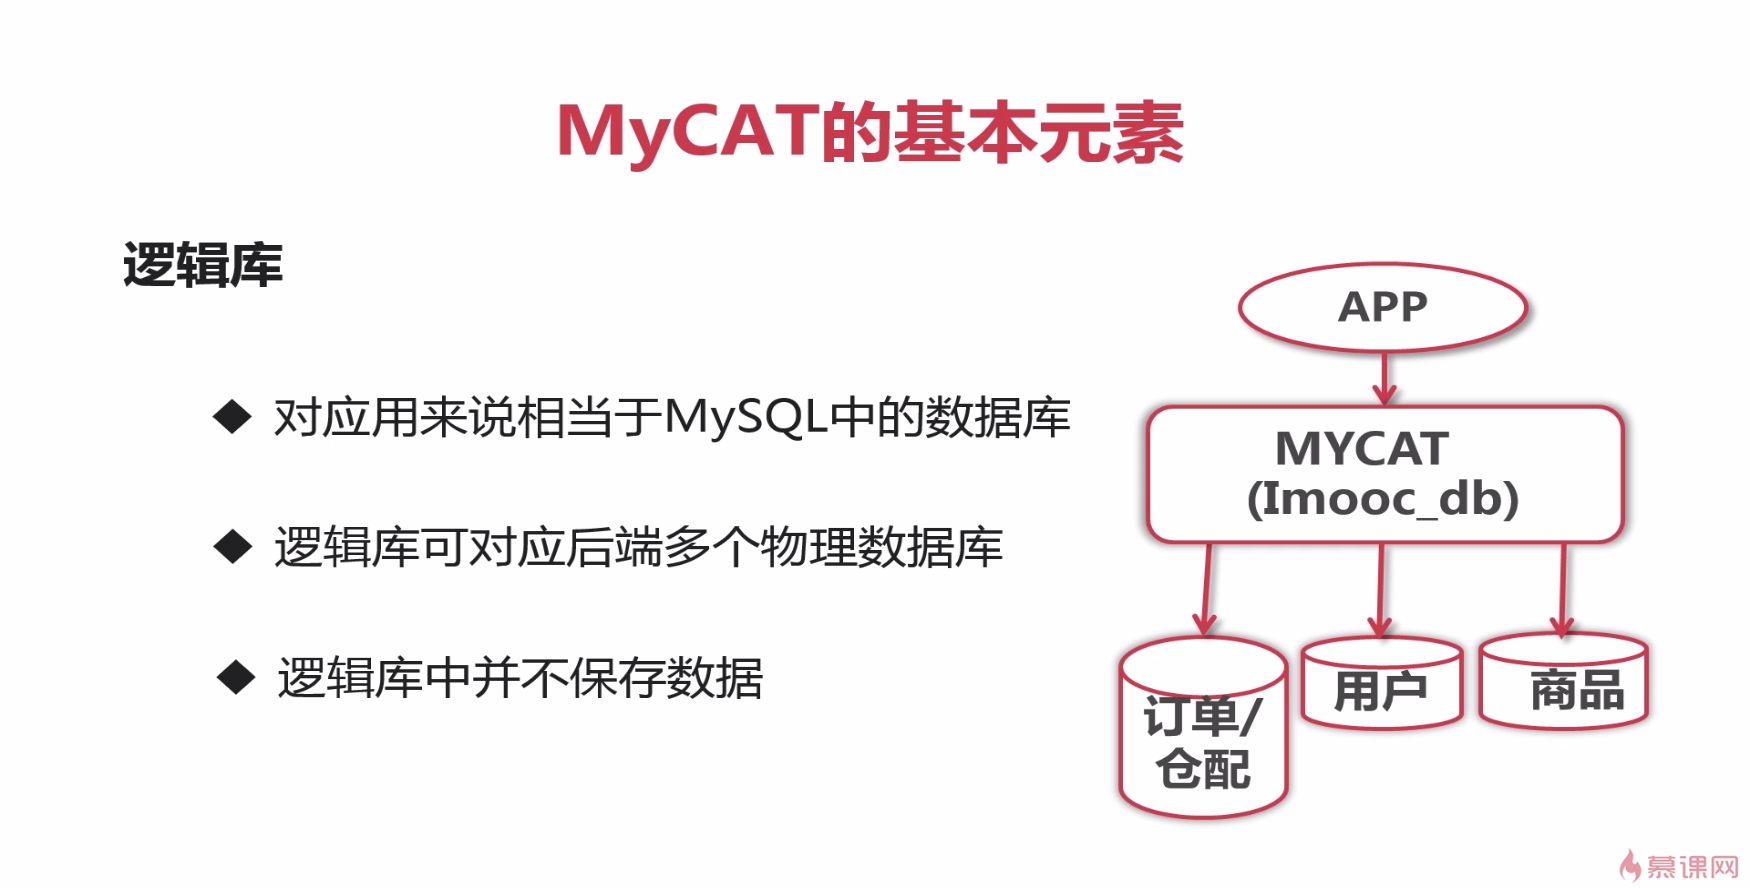 MyCAT的基本元素
逻辑库
对应用来说相当于MySQL中的数据库
逻辑库可对应后端多个物理数据库
逻辑库中并不保存数据
APP
MYCAT
(Imooc_db)
订单/
仓配
用户
商品
慕课网